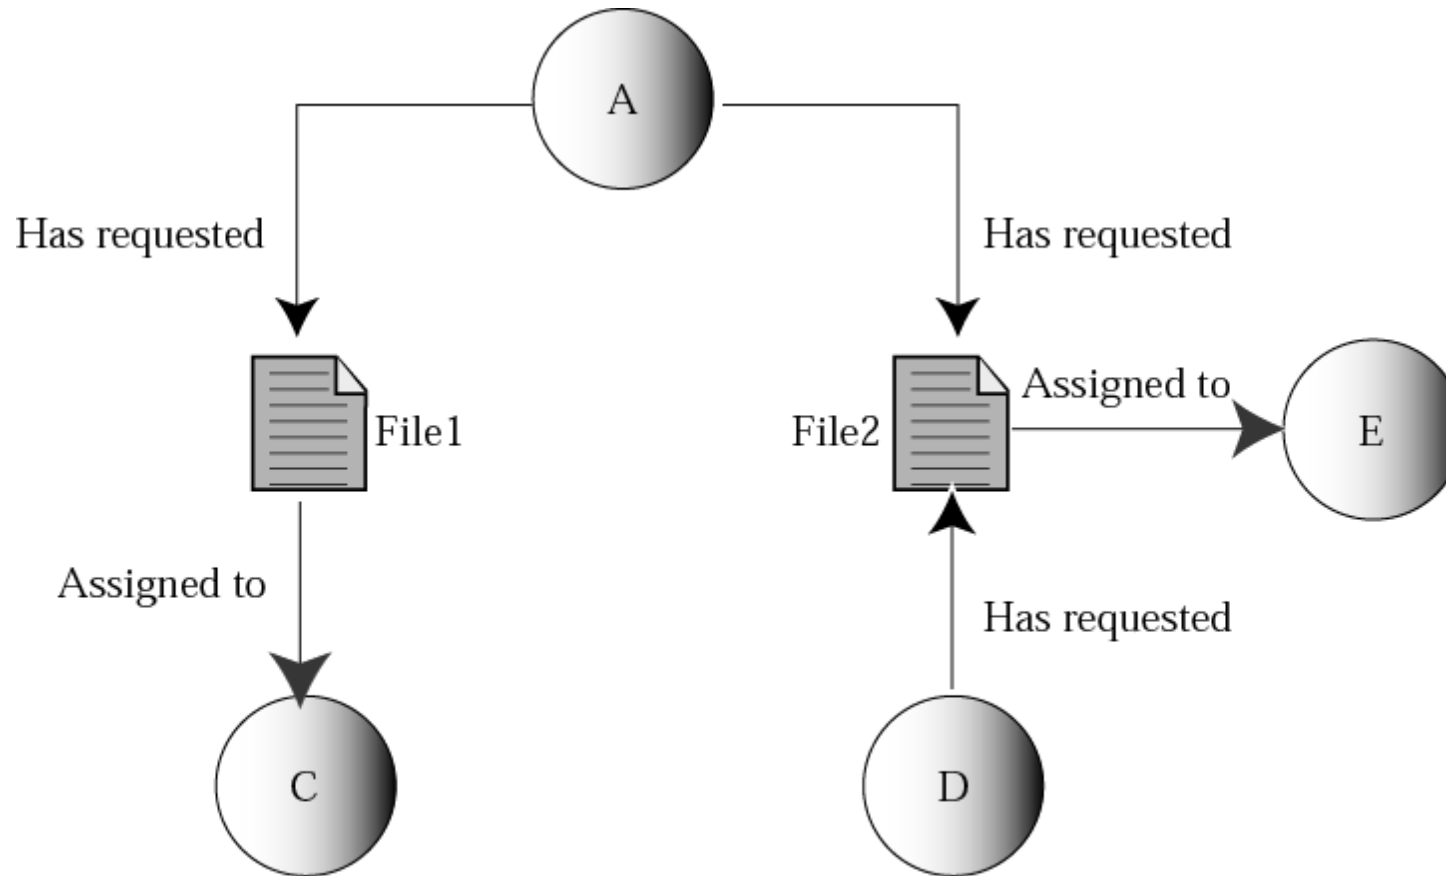 A
Has requested
Has requested
File1
File2
Assigned to
E
Assigned to
Has requested
C
D